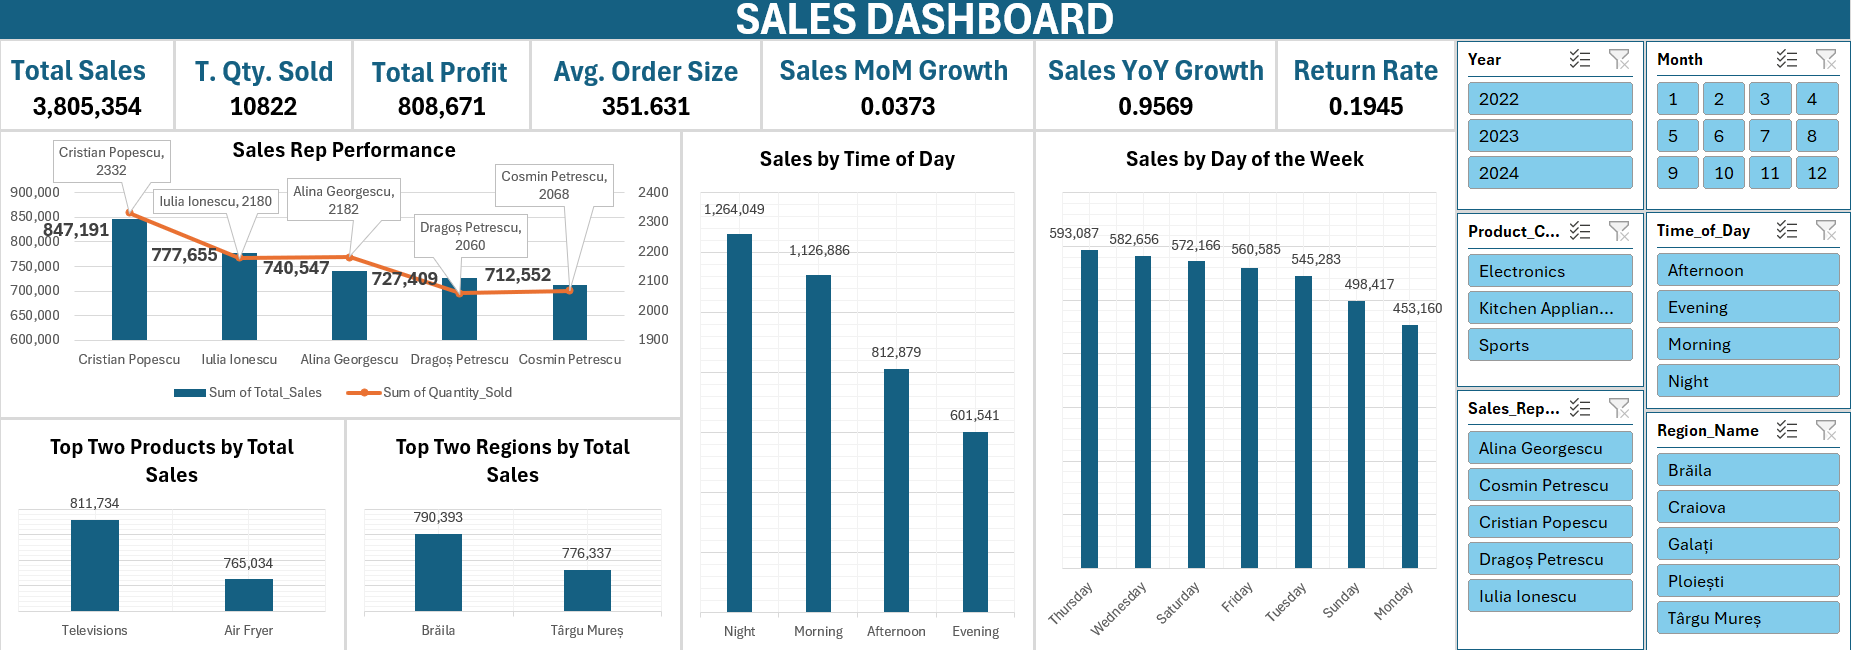 SALES DASHBOARD
Total Sales
3,805,354
T. Qty. Sold
10822
Total Profit
808,671
Avg. Order Size
351.631
Sales MoM Growth
0.0373
Sales YoY Growth
0.9569
Return Rate
0.1945
Sales Rep Performance
Cristian Popescu,
2332
Iulia Ionescu, 2180
Alina Georgescu,
2182
Dragoș Petrescu,
2060
Cosmin Petrescu,
2068
900,000
850,000
800,000
750,000
700,000
650,000
600,000
847,191
777,655
740,547
727,409
712,552
2400
2300
2200
2100
2000
1900
Cristian Popescu
Iulia Ionescu
Alina Georgescu
Dragoș Petrescu
Cosmin Petrescu
Sum of Total_Sales
Sum of Quantity_Sold
Top Two Products by Total
Sales
811,734
765,034
Televisions
Air Fryer
Top Two Regions by Total
Sales
790,393
776,337
Brăila
Târgu Mureș
Sales by Time of Day
1,264,049
1,126,886
812,879
601,541
Night
Morning
Afternoon
Evening
Sales by Day of the Week
593,087
582,656
572,166
560,585
545,283
498,417
453,160
Thursday
Wednesday
Saturday
Friday
Tuesday
Sunday
Monday
Year
2022
2023
2024
Month
1 2 3 4
5 6 7 8
9 10 11 12
Product_C...
Electronics
Kitchen Applian...
Sports
Time_of_Day
Afternoon
Evening
Morning
Night
Sales_Rep...
Alina Georgescu
Cosmin Petrescu
Cristian Popescu
Dragoș Petrescu
Iulia Ionescu
Region_Name
Brăila
Craiova
Galați
Ploiești
Târgu Mureș